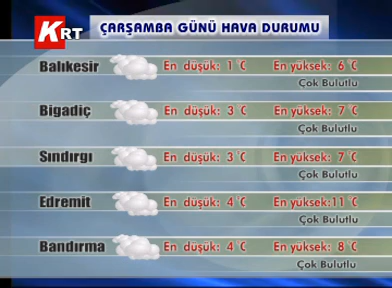 KRT
ÇARŞAMBA GÜNÜ HAVA DURUMU
Balıkesir En düşük: 1 °C En yüksek: 6 °C
Çok Bulutlu
Bigadiç En düşük: 3 °C En yüksek: 7 °C
Çok Bulutlu
Sındırgı En düşük: 3 °C En yüksek: 7 °C
Çok Bulutlu
Edremit En düşük: 4 °C En yüksek:11 °C
Çok Bulutlu
Bandırma En düşük: 4 °C En yüksek: 8 °C
Çok Bulutlu